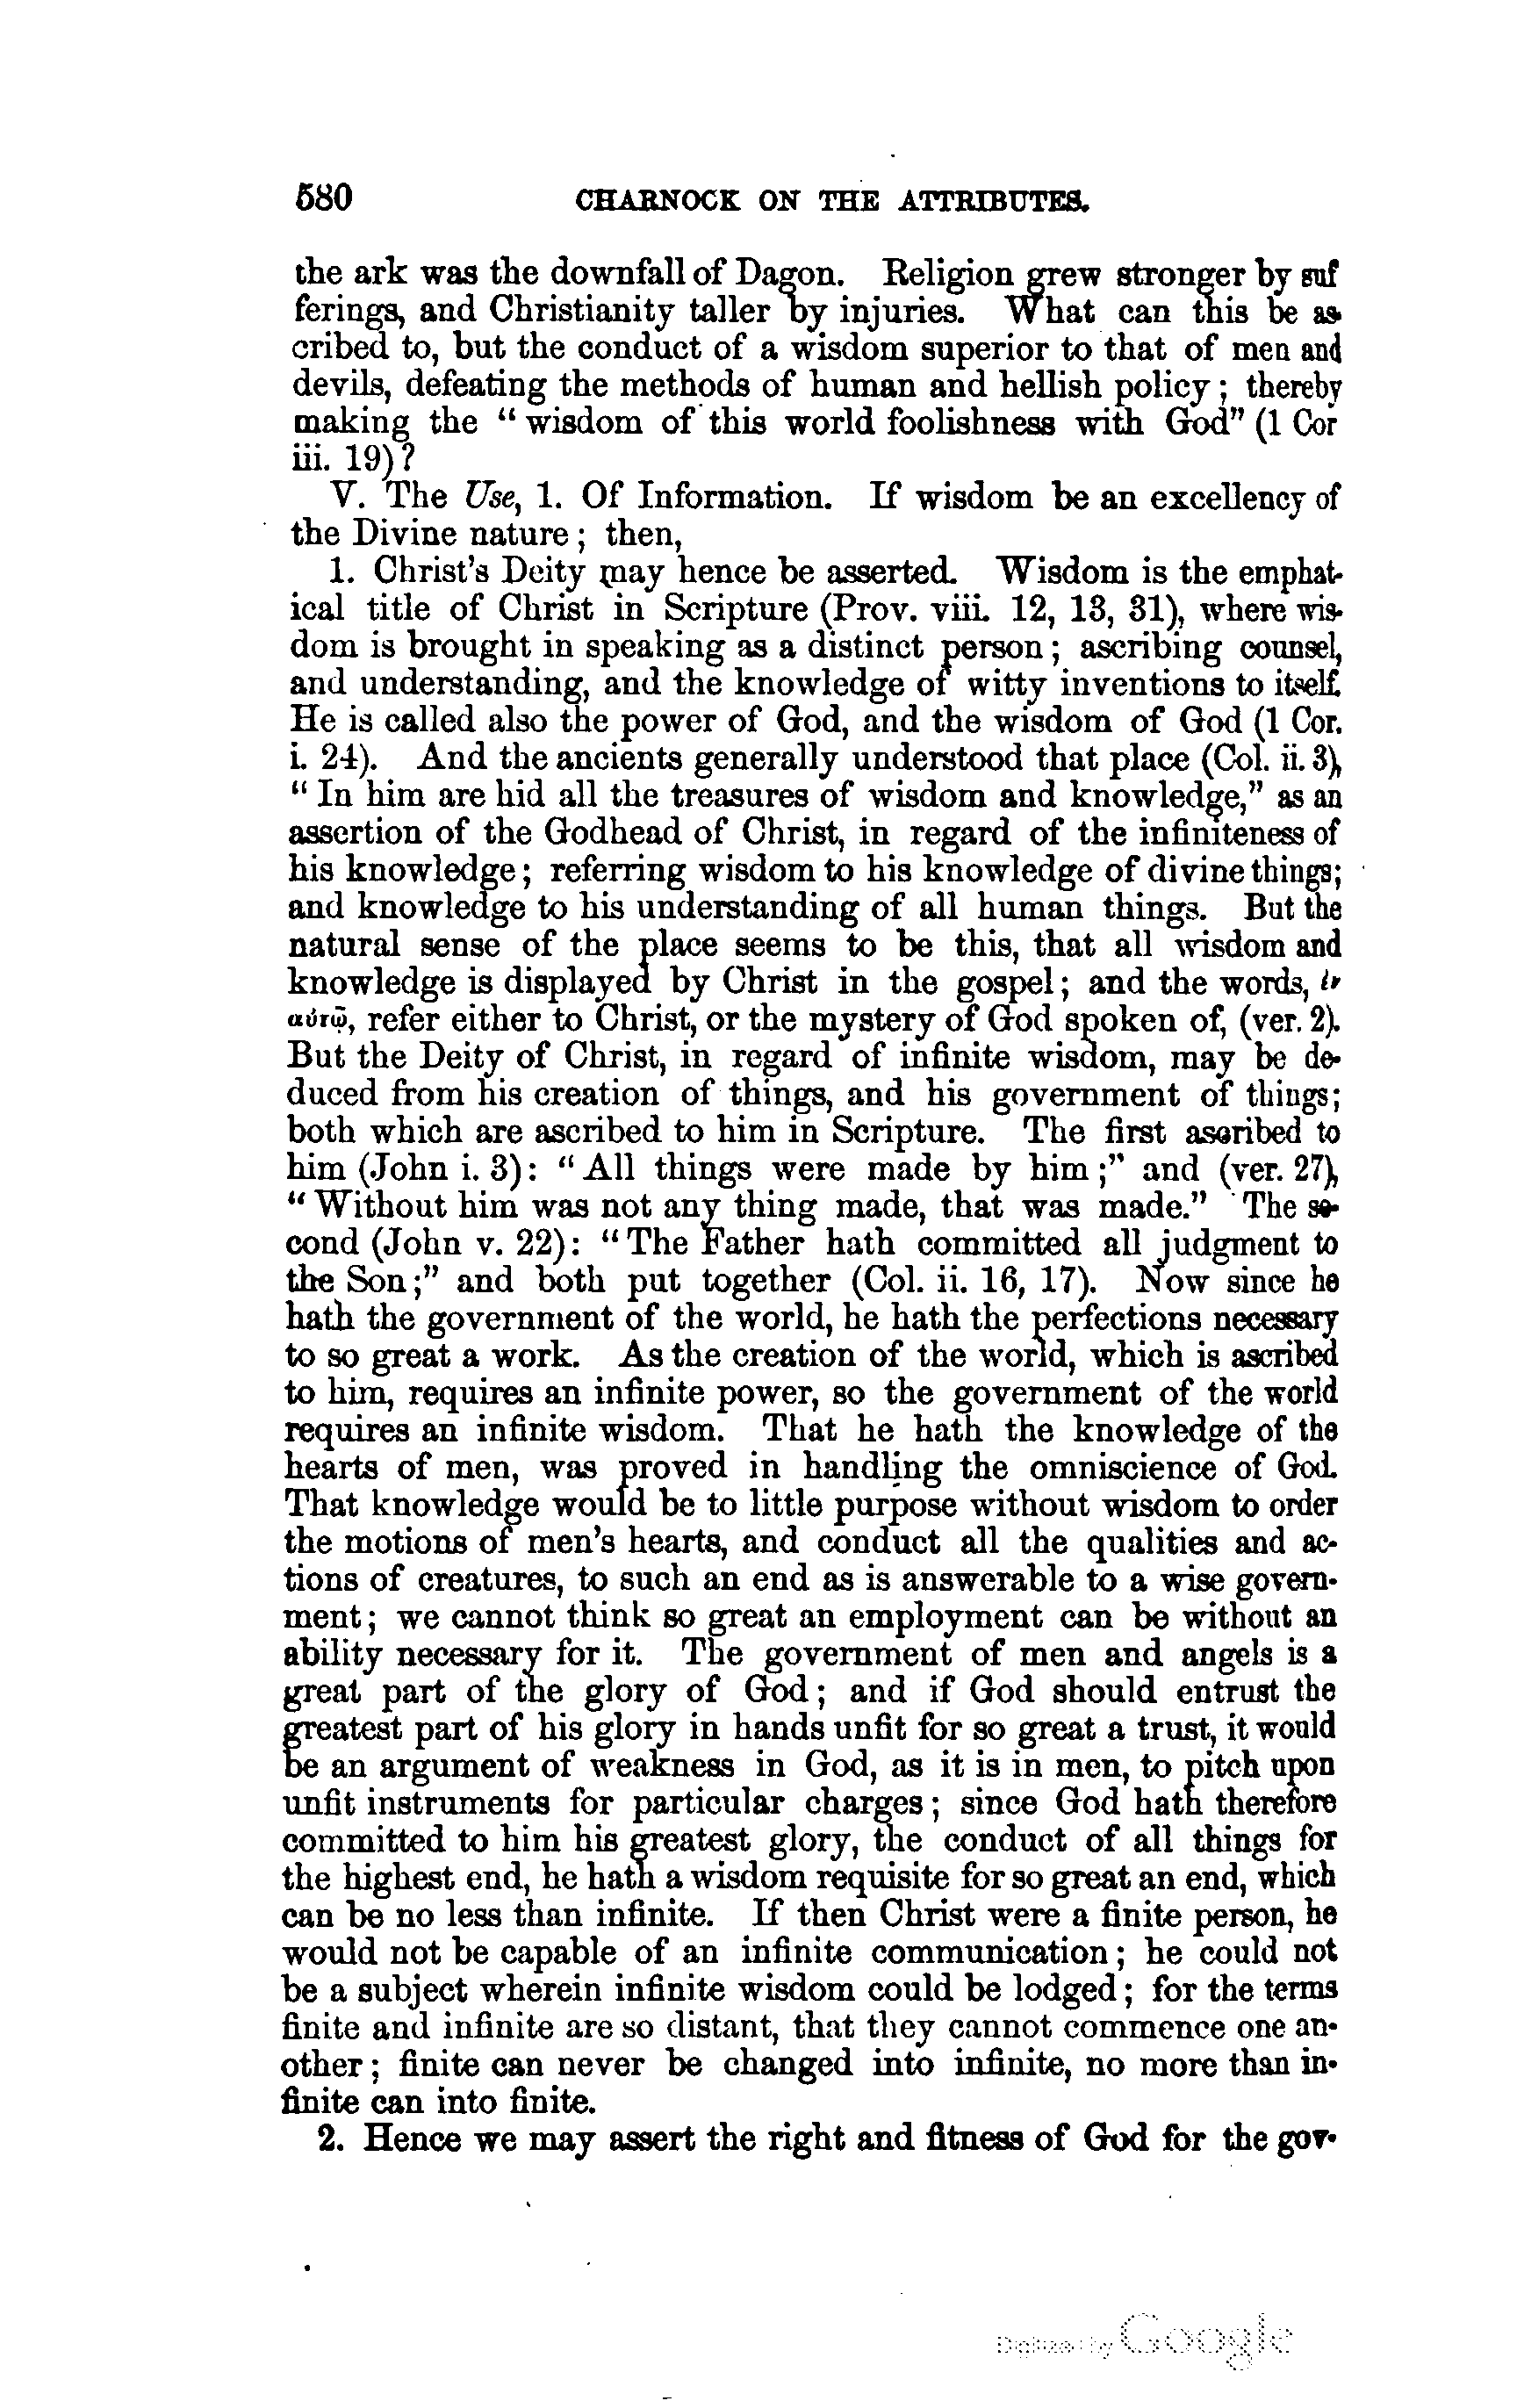 580 CHARNOCK ON THE ATTRIBUTES.
the ark was the downfall of Dagon. Religion grew stronger by suf
ferings, and Christianity taller by injuries. What can this be as-
cribed to, but the conduct of a wisdom superior to that of men and
devils, defeating the methods of human and hellish policy; thereby
making the "wisdom of this world foolishness with God" (1 Cor
iii. 19)?
V. The Use, 1. Of Information. If wisdom be an excellency of
the Divine nature; then,
1. Christ's Deity may hence be asserted. Wisdom is the emphat-
ical title of Christ in Scripture (Prov. viii. 12, 13, 31), where wis-
dom is brought in speaking as a distinct person; ascribing counsel,
and understanding, and the knowledge of witty inventions to itself.
He is called also the power of God, and the wisdom of God (1 Cor.
i. 24). And the ancients generally understood that place (Col. ii. 3),
"In him are hid all the treasures of wisdom and knowledge," as an
assertion of the Godhead of Christ, in regard of the infiniteness of
his knowledge; referring wisdom to his knowledge of divine things;
and knowledge to his understanding of all human things. But the
natural sense of the place seems to be this, that all wisdom and
knowledge is displayed by Christ in the gospel; and the words, ἐν
αὐτῷ, refer either to Christ, or the mystery of God spoken of, (ver. 2).
But the Deity of Christ, in regard of infinite wisdom, may be de-
duced from his creation of things, and his government of things;
both which are ascribed to him in Scripture. The first ascribed to
him (John i. 3): "All things were made by him;" and (ver. 27),
"Without him was not any thing made, that was made." The se-
cond (John v. 22): "The Father hath committed all judgment to
the Son;" and both put together (Col. ii. 16, 17). Now since he
hath the government of the world, he hath the perfections necessary
to so great a work. As the creation of the world, which is ascribed
to him, requires an infinite power, so the government of the world
requires an infinite wisdom. That he hath the knowledge of the
hearts of men, was proved in handling the omniscience of God.
That knowledge would be to little purpose without wisdom to order
the motions of men's hearts, and conduct all the qualities and ac-
tions of creatures, to such an end as is answerable to a wise govern-
ment; we cannot think so great an employment can be without an
ability necessary for it. The government of men and angels is a
great part of the glory of God; and if God should entrust the
greatest part of his glory in hands unfit for so great a trust, it would
be an argument of weakness in God, as it is in men, to pitch upon
unfit instruments for particular charges; since God hath therefore
committed to him his greatest glory, the conduct of all things for
the highest end, he hath a wisdom requisite for so great an end, which
can be no less than infinite. If then Christ were a finite person, he
would not be capable of an infinite communication; he could not
be a subject wherein infinite wisdom could be lodged; for the terms
finite and infinite are so distant, that they cannot commence one an-
other; finite can never be changed into infinite, no more than in-
finite can into finite.
2. Hence we may assert the right and fitness of God for the gov-
Digitized by Google